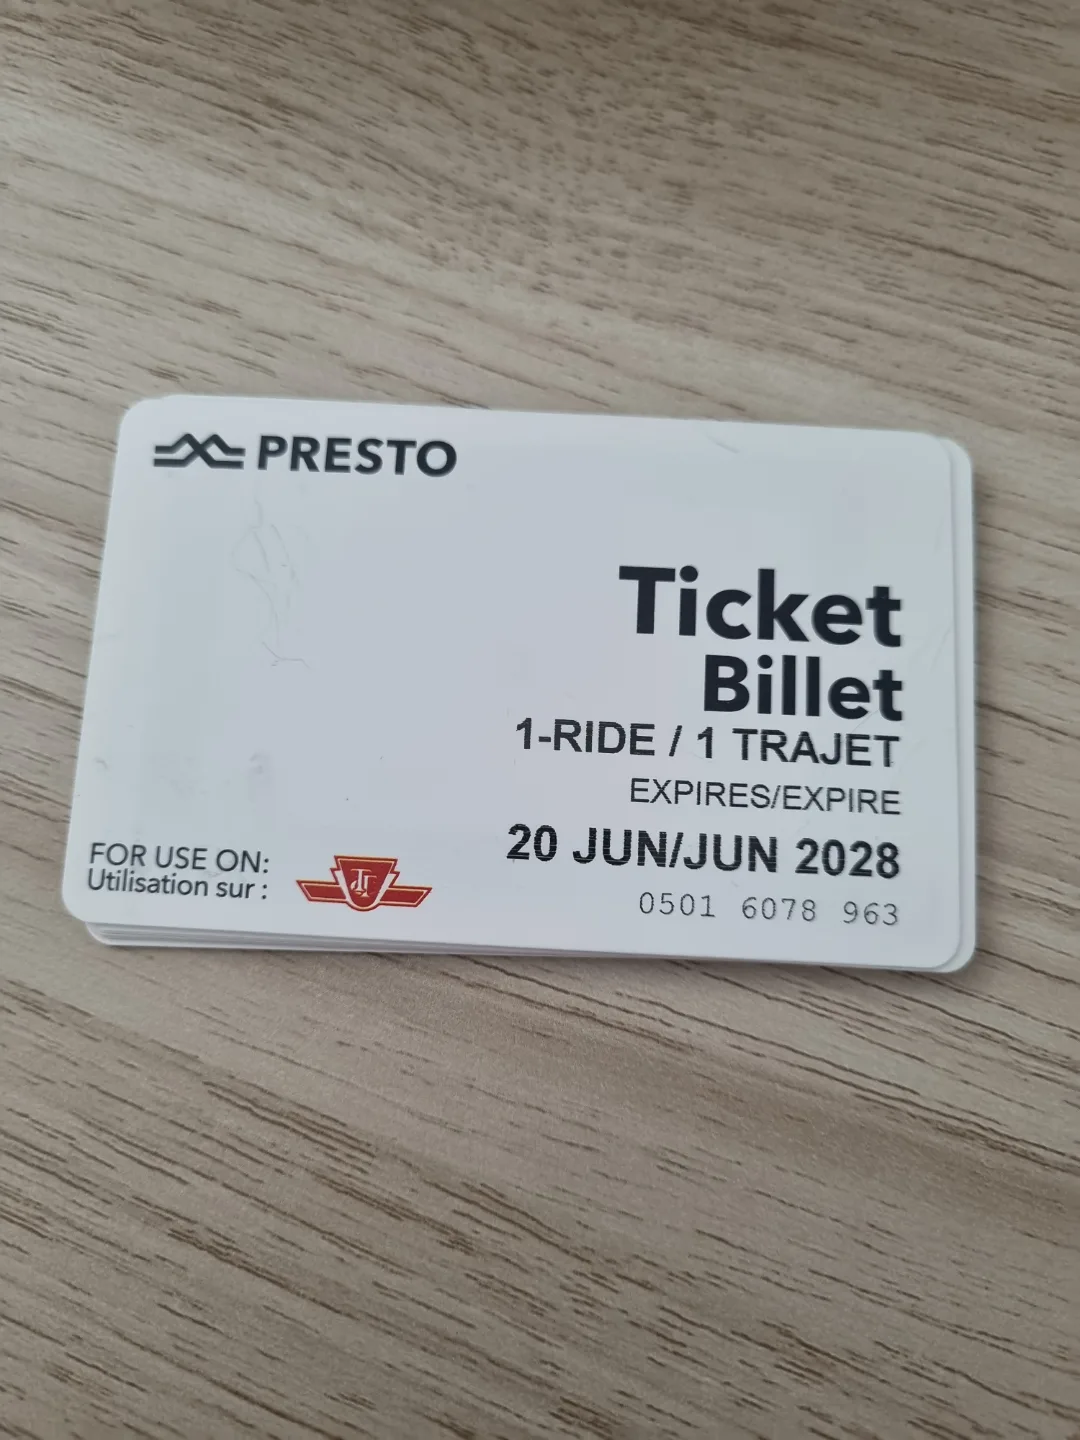 PRESTO
Ticket
Billet
1-RIDE / 1 TRAJET
EXPIRES/EXPIRE
20 JUN/JUN 2028
0501 6078 963
FOR USE ON:
Utilisation sur :
TTC